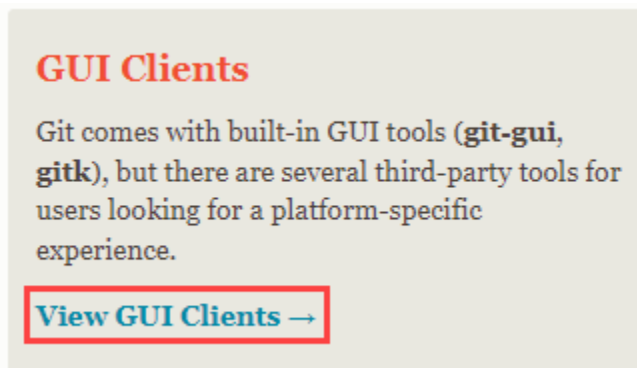 GUI Clients
Git comes with built-in GUI tools (git-gui,
gitk), but there are several third-party tools for
users looking for a platform-specific
experience.
View GUI Clients →